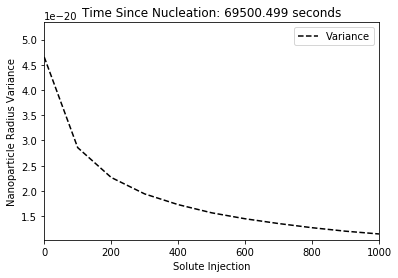 1e−20
Time Since Nucleation: 69500.499 seconds
Variance
Nanoparticle Radius Variance
5.0
4.5
4.0
3.5
3.0
2.5
2.0
1.5
0
200
400
600
800
1000
Solute Injection